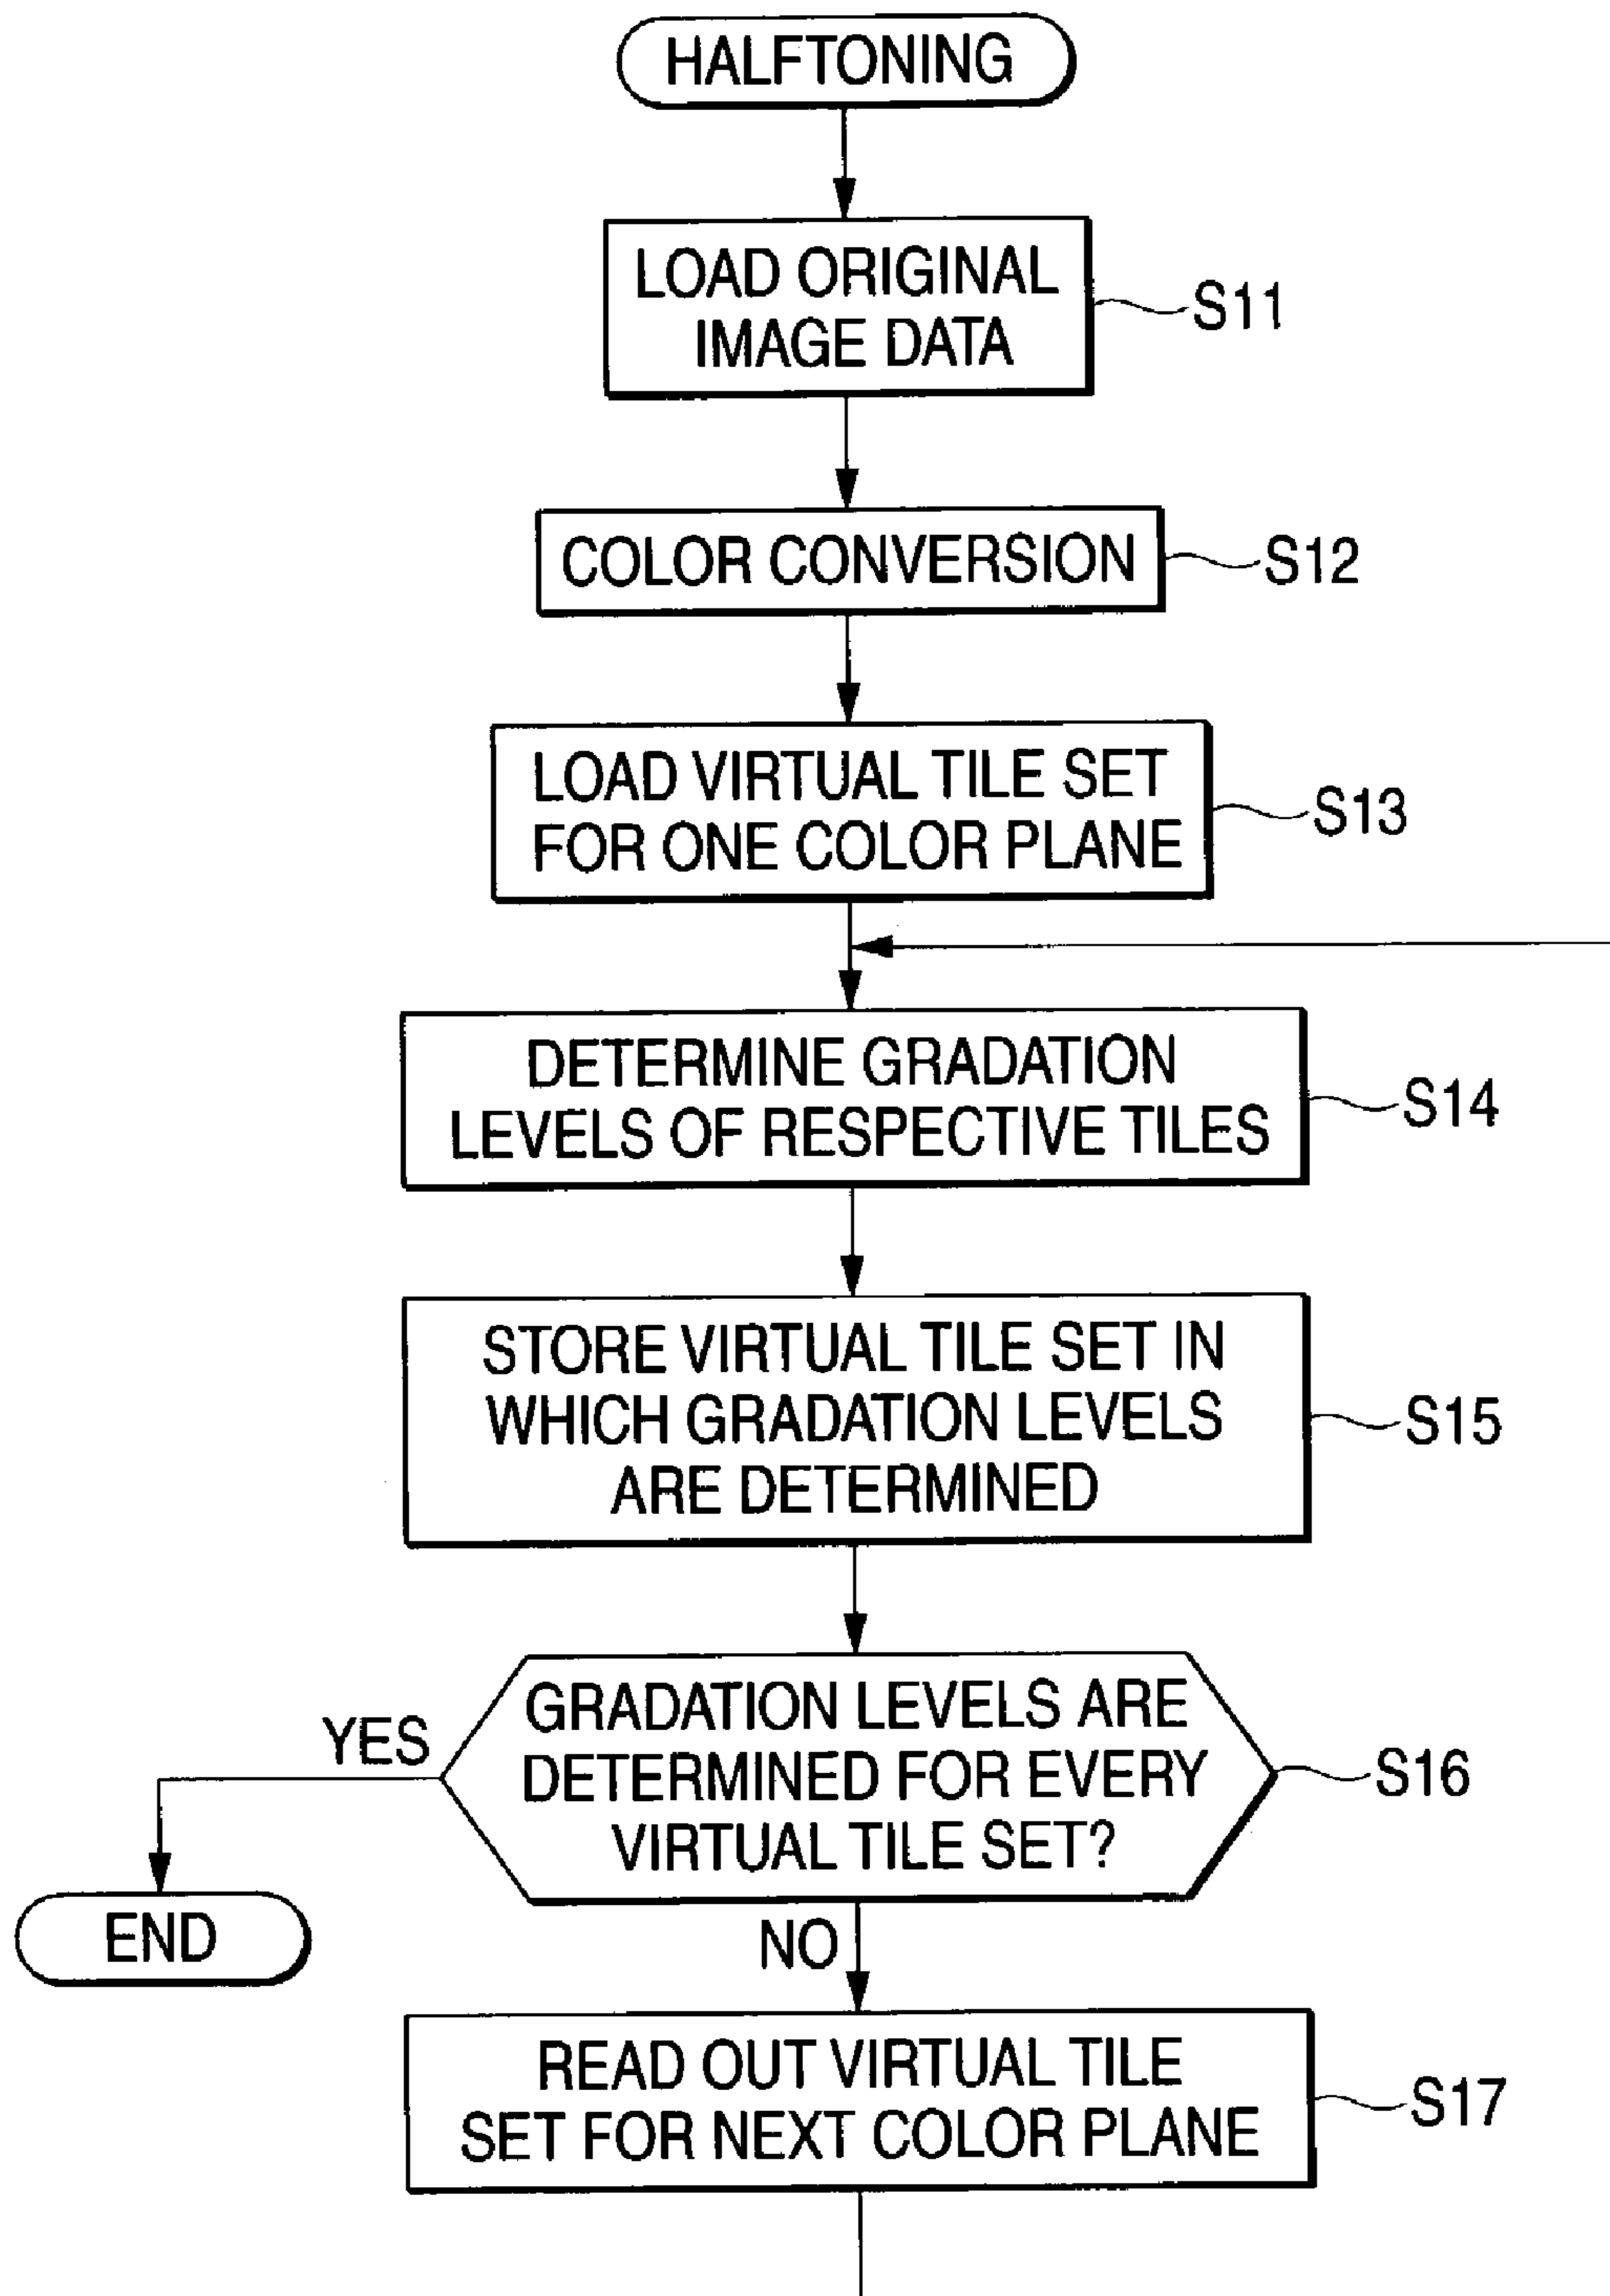 HALFTONING
LOAD ORIGINAL
IMAGE DATA
S11
COLOR CONVERSION
S12
LOAD VIRTUAL TILE SET
FOR ONE COLOR PLANE
S13
DETERMINE GRADATION
LEVELS OF RESPECTIVE TILES
S14
STORE VIRTUAL TILE SET IN
WHICH GRADATION LEVELS
ARE DETERMINED
S15
GRADATION LEVELS ARE
DETERMINED FOR EVERY
VIRTUAL TILE SET?
S16
YES
END
NO
READ OUT VIRTUAL TILE
SET FOR NEXT COLOR PLANE
S17